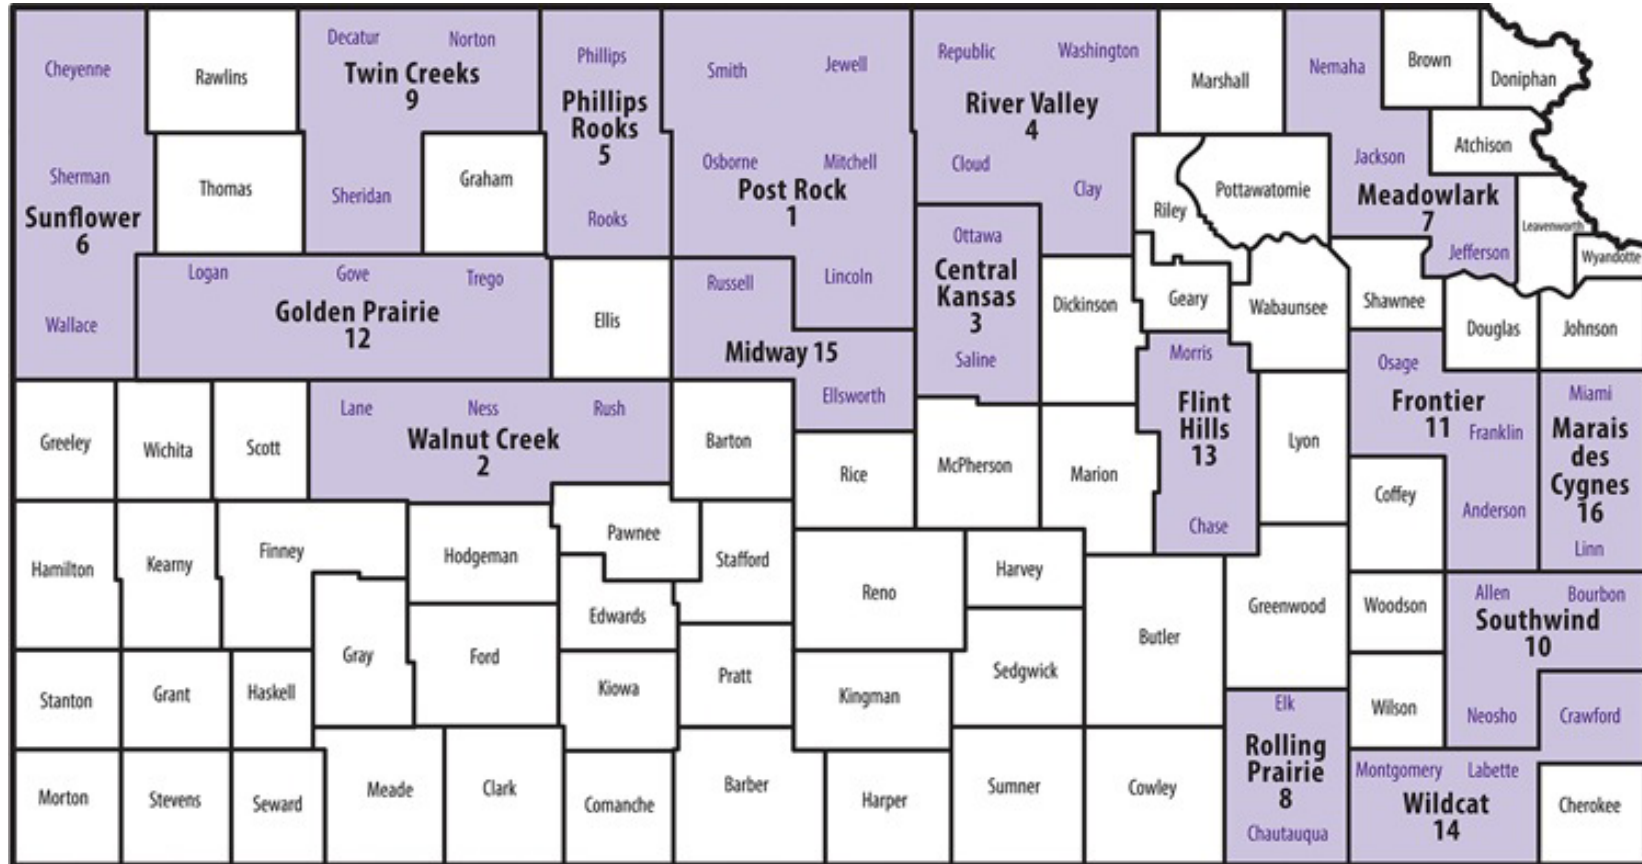 Cheyenne
Rawlins
Decatur
Norton
Twin Creeks
9
Phillips
Phillips
Rooks
5
Smith
Jewell
Republic
Washington
River Valley
4
Marshall
Nemaha
Brown
Doniphan
Sherman
Sunflower
6
Thomas
Sheridan
Graham
Rooks
Osborne
Mitchell
Post Rock
1
Cloud
Clay
Riley
Pottawatomie
Jackson
Meadowlark
7
Atchison
Leavenworth
Wyandotte
Jefferson
Wallace
Logan
Gove
Trego
Golden Prairie
12
Ellis
Russell
Lincoln
Midway 15
Ellsworth
Ottawa
Central
Kansas
3
Saline
Dickinson
Geary
Wabaunsee
Shawnee
Douglas
Johnson
Morris
Flint
Hills
13
Chase
Osage
Frontier
11
Franklin
Anderson
Miami
Marais
des
Cygnes
16
Linn
Greeley
Wichita
Scott
Lane
Ness
Rush
Walnut Creek
2
Barton
Rice
McPherson
Marion
Lyon
Coffey
Hamilton
Kearny
Finney
Hodgeman
Pawnee
Stafford
Edwards
Reno
Harvey
Butler
Greenwood
Woodson
Allen
Bourbon
Southwind
10
Neosho
Crawford
Stanton
Grant
Haskell
Gray
Ford
Kiowa
Pratt
Kingman
Sedgwick
Wilson
Elk
Rolling
Prairie
8
Chautauqua
Montgomery
Labette
Wildcat
14
Cherokee
Morton
Stevens
Seward
Meade
Clark
Comanche
Barber
Harper
Sumner
Cowley